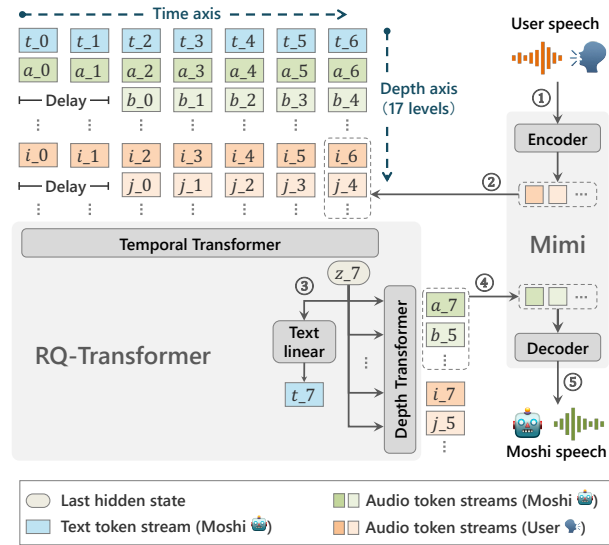 Time axis
User speech
t_0 t_1 t_2 t_3 t_4 t_5 t_6
a_0 a_1 a_2 a_3 a_4 a_5 a_6
Delay b_0 b_1 b_2 b_3 b_4
Depth axis
(17 levels)
⋮ ⋮ ⋮ ⋮ ⋮ ⋮ ⋮
i_0 i_1 i_2 i_3 i_4 i_5 i_6
Delay j_0 j_1 j_2 j_3 j_4
⋮ ⋮ ⋮ ⋮ ⋮ ⋮ ⋮
①
Encoder
②
...
Mimi
Temporal Transformer
z_7
③
④
Text
linear
⋮
t_7
RQ-Transformer
Depth Transformer
a_7
b_5
⋮
i_7
j_5
⋮
...
Decoder
⑤
Moshi speech
Last hidden state
Audio token streams (Moshi 🤖)
Text token stream (Moshi 🤖)
Audio token streams (User 🗣)